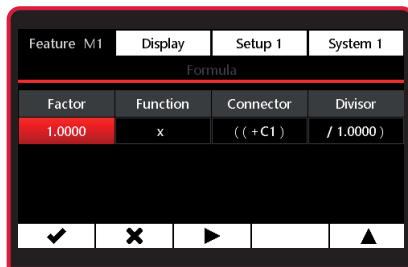 Feature M1 Display Setup 1 System 1
Formula
Factor Function Connector Divisor
1.0000 x ( ( +C1 ) / 1.0000 )